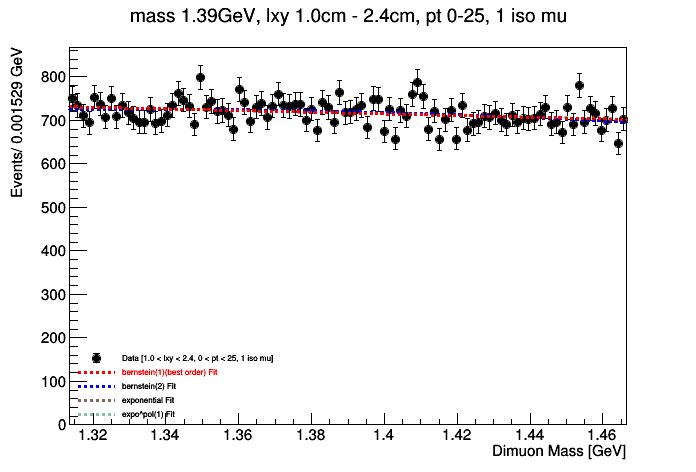 mass 1.39GeV, lxy 1.0cm - 2.4cm, pt 0-25, 1 iso mu
Events/ 0.001529 GeV
800
700
600
500
400
300
200
100
0
Data [1.0 < lxy < 2.4, 0 < pt < 25, 1 iso mu]
bernstein(1)(best order) Fit
bernstein(2) Fit
exponential Fit
expo*pol(1)Fit
1.32 1.34 1.36 1.38 1.4 1.42 1.44 1.46
Dimuon Mass [GeV]